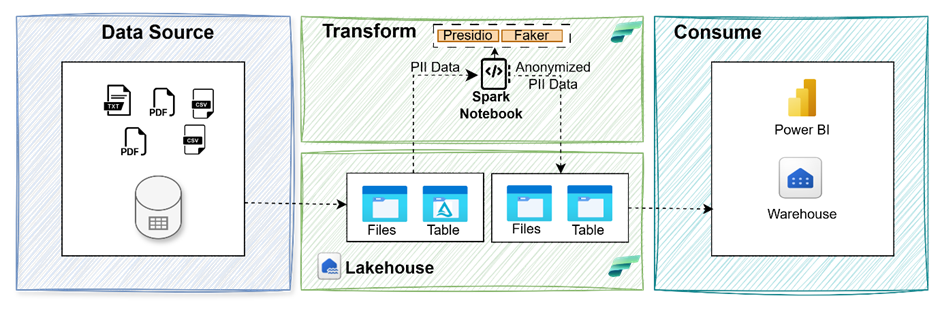 Data Source
TXT
PDF
CSV
PDF
CSV
Transform
Presidio
Faker
PII Data
Anonymized
PII Data
Spark
Notebook
Files
Table
Files
Table
Lakehouse
Consume
Power BI
Warehouse